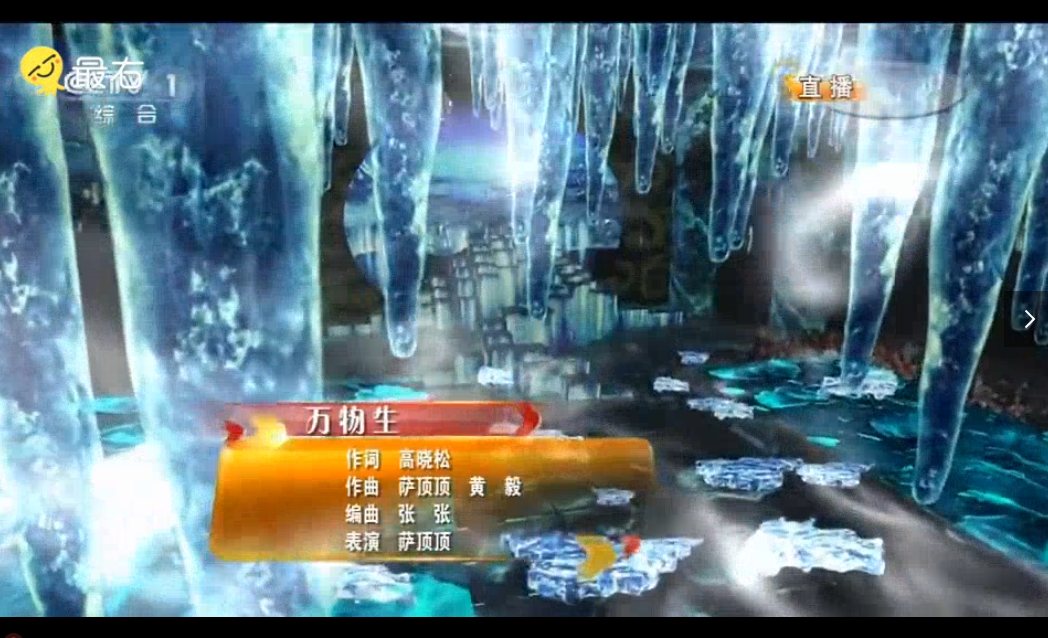 最右
1
综合
直播
万物生
作词 高晓松
作曲 萨顶顶 黄 毅
编曲 张 张
表演 萨顶顶